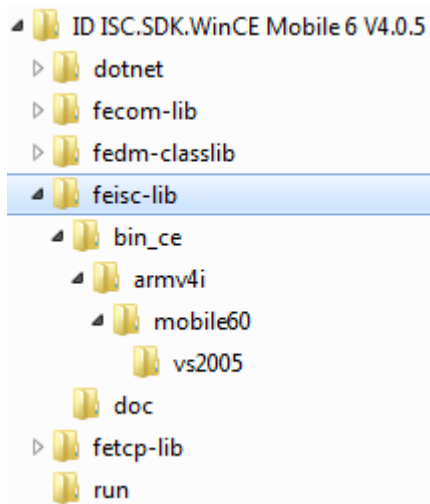 ID ISC.SDK.WinCE Mobile 6 V4.0.5
dotnet
fecom-lib
fedm-classlib
feisc-lib
bin_ce
armv4i
mobile60
vs2005
doc
fetcp-lib
run